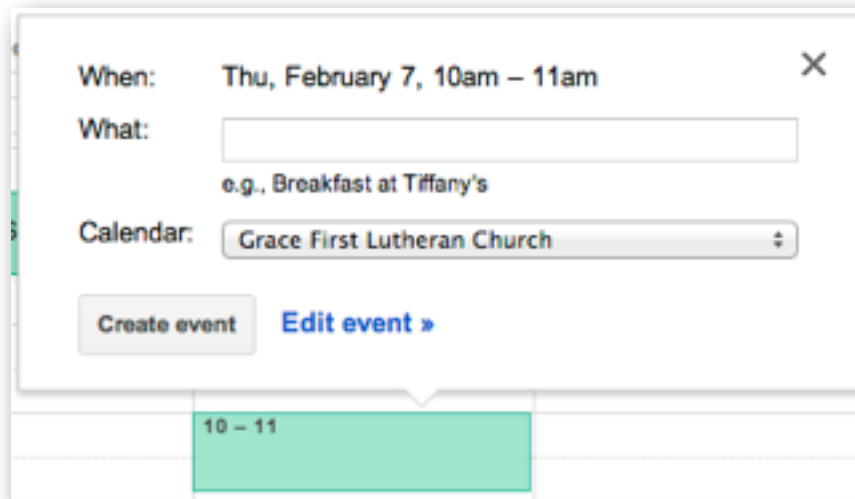 When: Thu, February 7, 10am – 11am
What:
e.g., Breakfast at Tiffany's
Calendar: Grace First Lutheran Church
Create event Edit event »
10 – 11